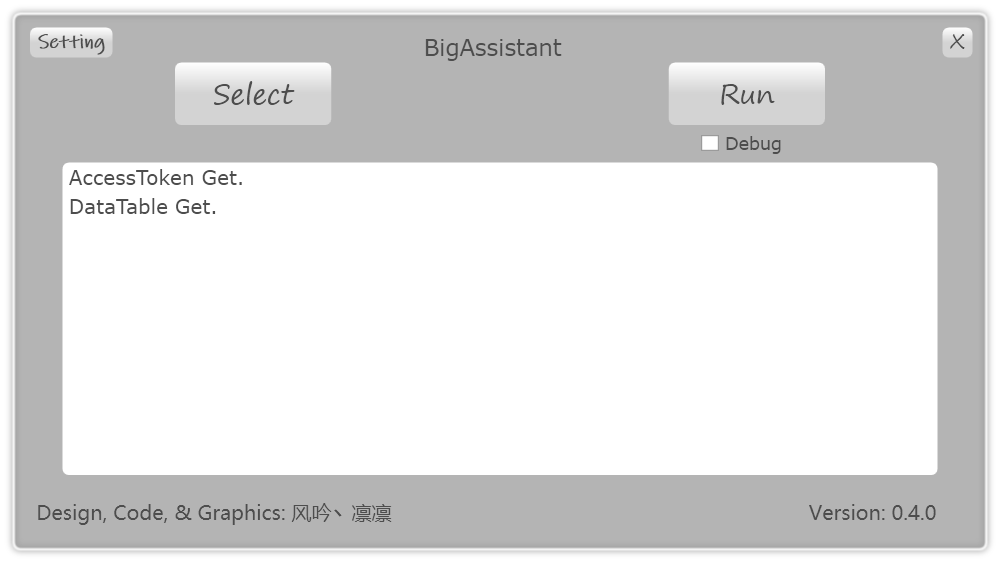 Setting
BigAssistant
X
Select
Run
Debug
AccessToken Get.
DataTable Get.
Design, Code, & Graphics: 风吟丶凛凛
Version: 0.4.0